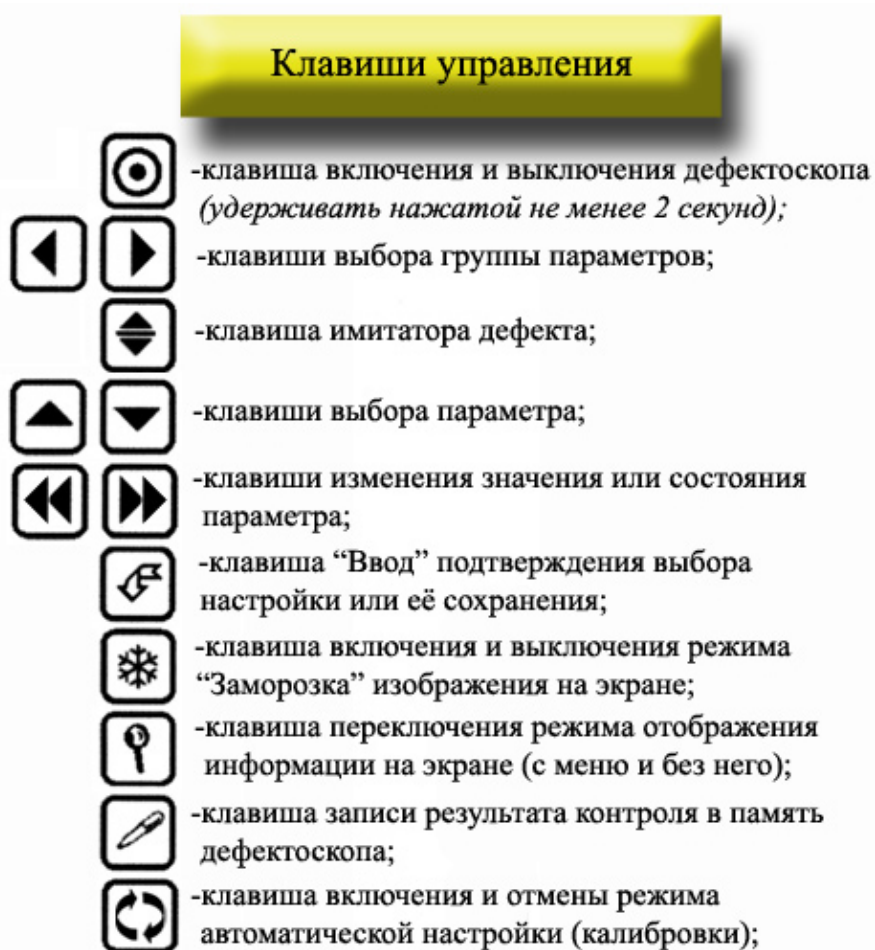 Клавиши управления
-клавиша включения и выключения дефектоскопа
(удерживать нажатой не менее 2 секунд);
-клавиши выбора группы параметров;
-клавиша имитатора дефекта;
-клавиши выбора параметра;
-клавиши изменения значения или состояния
параметра;
-клавиша “Ввод” подтверждения выбора
настройки или её сохранения;
-клавиша включения и выключения режима
“Заморозка” изображения на экране;
-клавиша переключения режима отображения
информации на экране (с меню и без него);
-клавиша записи результата контроля в память
дефектоскопа;
-клавиша включения и отмены режима
автоматической настройки (калибровки);